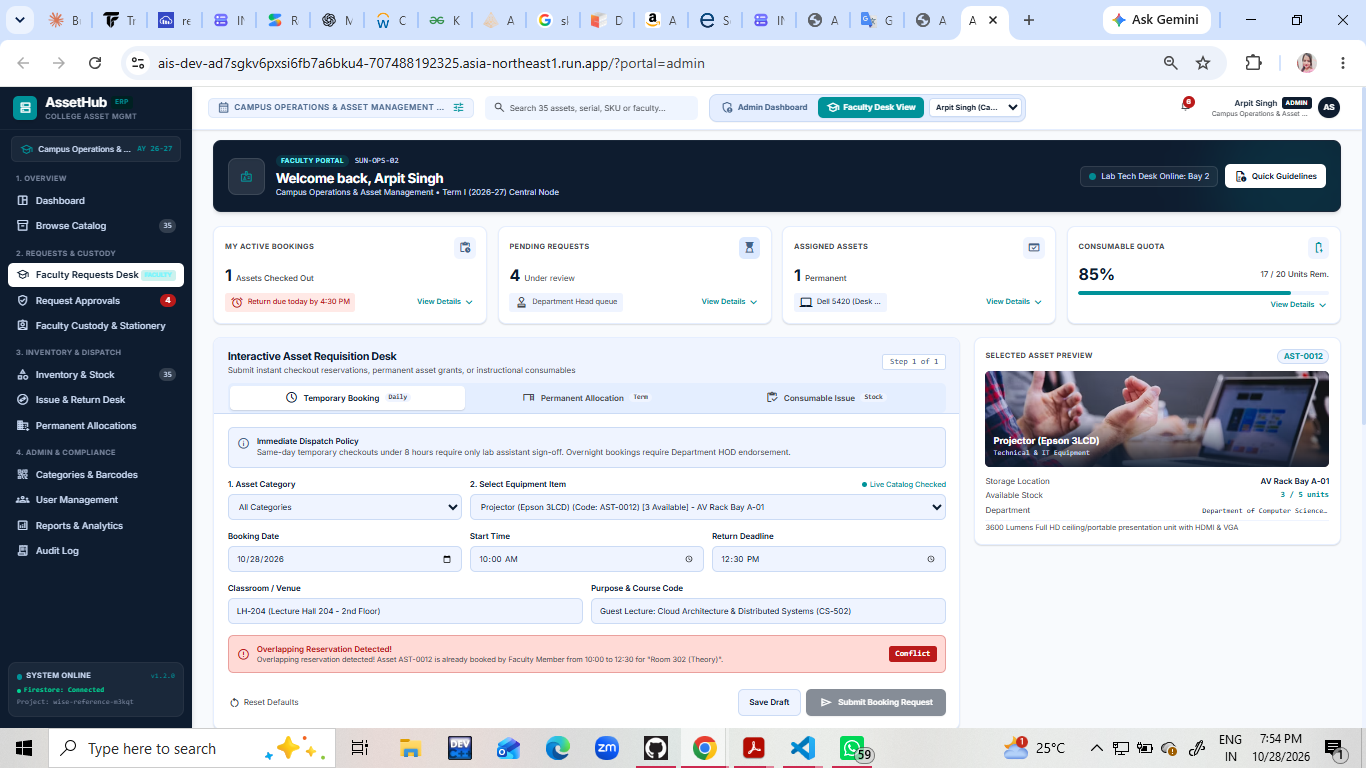 Ask Gemini
ais-dev-ad7sgkv6pxsi6fb7a6bku4-707488192325.asia-northeast1.run.app/?portal=admin
AssetHub ERP
COLLEGE ASSET MGMT
CAMPUS OPERATIONS & ASSET MANAGEMENT ...
Search 35 assets, serial, SKU or faculty...
Admin Dashboard
Faculty Desk View
Arpit Singh (Ca...
6
Arpit Singh ADMIN
Campus Operations & Asset ...
AS
Campus Operations & ... AY 26-27
1. OVERVIEW
Dashboard
Browse Catalog 35
2. REQUESTS & CUSTODY
Faculty Requests Desk FACULTY
Request Approvals 4
Faculty Custody & Stationery
3. INVENTORY & DISPATCH
Inventory & Stock 35
Issue & Return Desk
Permanent Allocations
4. ADMIN & COMPLIANCE
Categories & Barcodes
User Management
Reports & Analytics
Audit Log
SYSTEM ONLINE v1.2.0
Firestore: Connected
Project: wise-reference-m3kqt
FACULTY PORTAL SUN-OPS-02
Welcome back, Arpit Singh
Campus Operations & Asset Management • Term I (2026-27) Central Node
Lab Tech Desk Online: Bay 2
Quick Guidelines
MY ACTIVE BOOKINGS
1 Assets Checked Out
Return due today by 4:30 PM
View Details
PENDING REQUESTS
4 Under review
Department Head queue
View Details
ASSIGNED ASSETS
1 Permanent
Dell 5420 (Desk ...
View Details
CONSUMABLE QUOTA
85% 17 / 20 Units Rem.
View Details
Interactive Asset Requisition Desk
Submit instant checkout reservations, permanent asset grants, or instructional consumables
Step 1 of 1
Temporary Booking Daily
Permanent Allocation Term
Consumable Issue Stock
Immediate Dispatch Policy
Same-day temporary checkouts under 8 hours require only lab assistant sign-off. Overnight bookings require Department HOD endorsement.
1. Asset Category
All Categories
2. Select Equipment Item
Live Catalog Checked
Projector (Epson 3LCD) (Code: AST-0012) [3 Available] - AV Rack Bay A-01
Booking Date
10/28/2026
Start Time
10:00 AM
Return Deadline
12:30 PM
Classroom / Venue
LH-204 (Lecture Hall 204 - 2nd Floor)
Purpose & Course Code
Guest Lecture: Cloud Architecture & Distributed Systems (CS-502)
Overlapping Reservation Detected!
Overlapping reservation detected! Asset AST-0012 is already booked by Faculty Member from 10:00 to 12:30 for "Room 302 (Theory)".
Conflict
Reset Defaults
Save Draft
Submit Booking Request
SELECTED ASSET PREVIEW AST-0012
Projector (Epson 3LCD)
Technical & IT Equipment
Storage Location AV Rack Bay A-01
Available Stock 3 / 5 units
Department Department of Computer Science…
3600 Lumens Full HD ceiling/portable presentation unit with HDMI & VGA
Type here to search
DEV
zm
59
1
25°C
ENG
IN
7:54 PM
10/28/2026
1